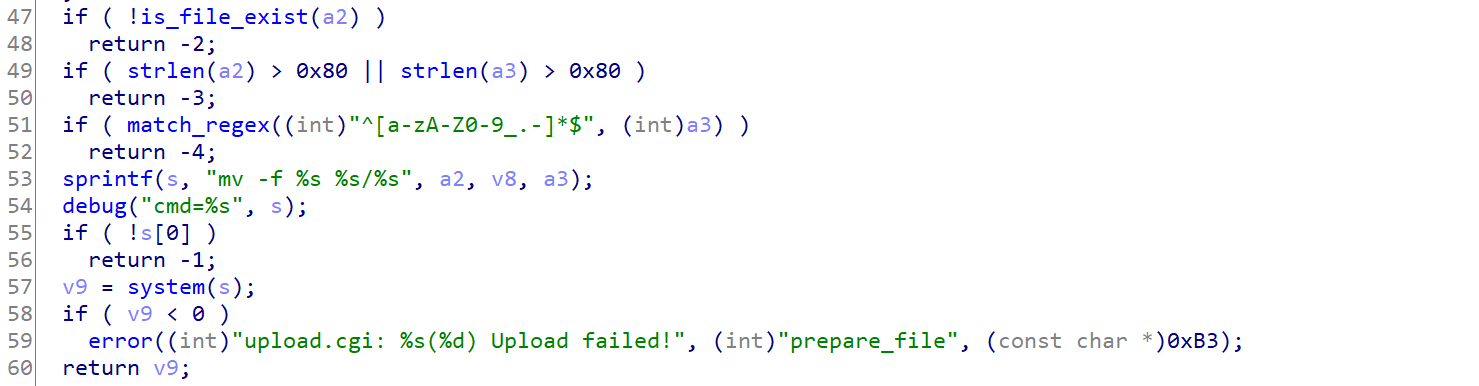 47 if ( !is_file_exist(a2) )
48 return -2;
49 if ( strlen(a2) > 0x80 || strlen(a3) > 0x80 )
50 return -3;
51 if ( match_regex((int)"^[a-zA-Z0-9_.-]*$", (int)a3) )
52 return -4;
53 sprintf(s, "mv -f %s %s/%s", a2, v8, a3);
54 debug("cmd=%s", s);
55 if ( !s[0] )
56 return -1;
57 v9 = system(s);
58 if ( v9 < 0 )
59 error((int)"upload.cgi: %s(%d) Upload failed!", (int)"prepare_file", (const char *)0xB3);
60 return v9;